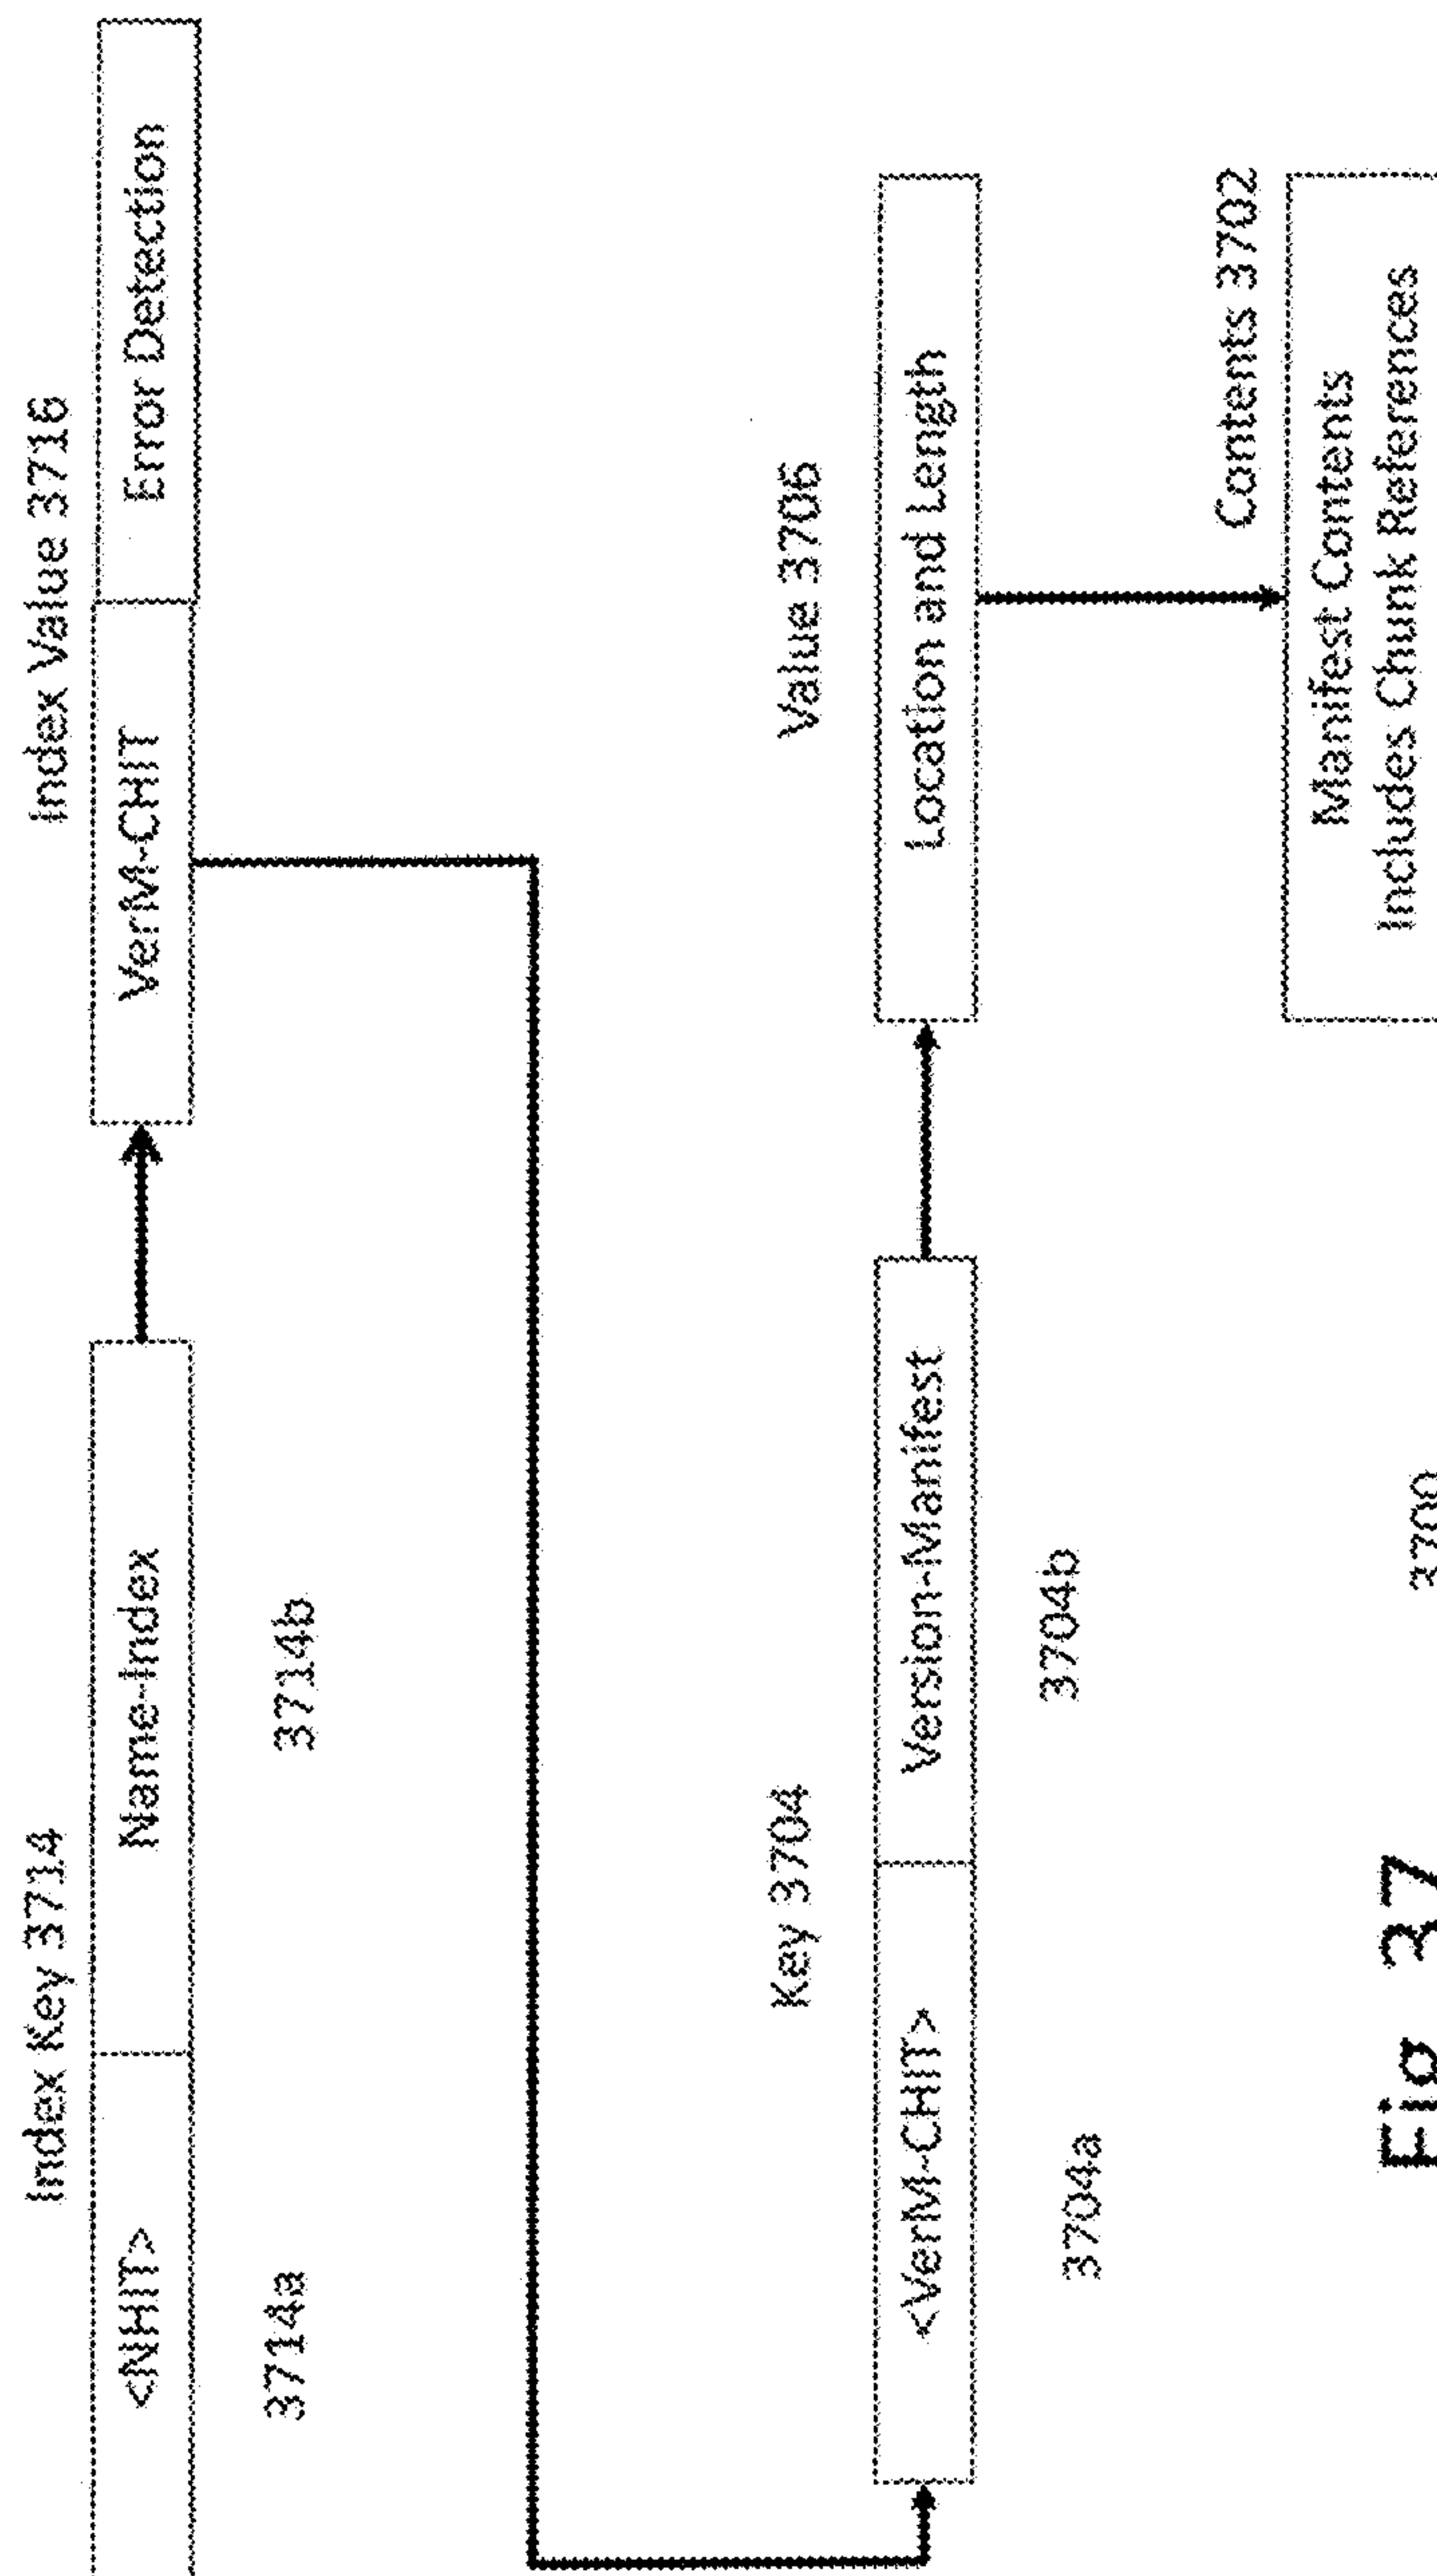 Index Key 3714
Index Value 3716
<NHIT>
Name-Index
VerM-CHIT
Error Detection
3714a
3714b
Key 3704
Value 3706
<VerM-CHIT>
Version-Manifest
Location and Length
3704a
3704b
Contents 3702
Manifest Contents
Includes Chunk References
Fig 37
3700